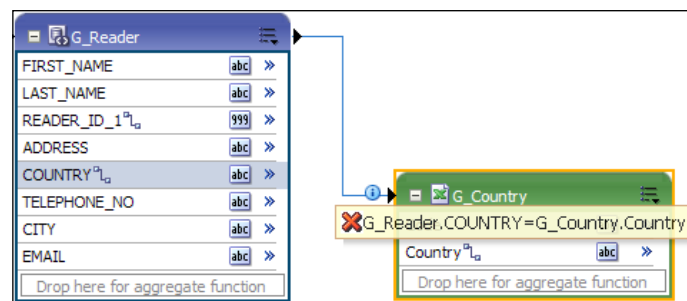 G_Reader
FIRST_NAME abc »
LAST_NAME abc »
READER_ID_1 999 »
ADDRESS abc »
COUNTRY abc »
TELEPHONE_NO abc »
CITY abc »
EMAIL abc »
Drop here for aggregate function
G_Country
G_Reader.COUNTRY=G_Country.Country
Country abc »
Drop here for aggregate function